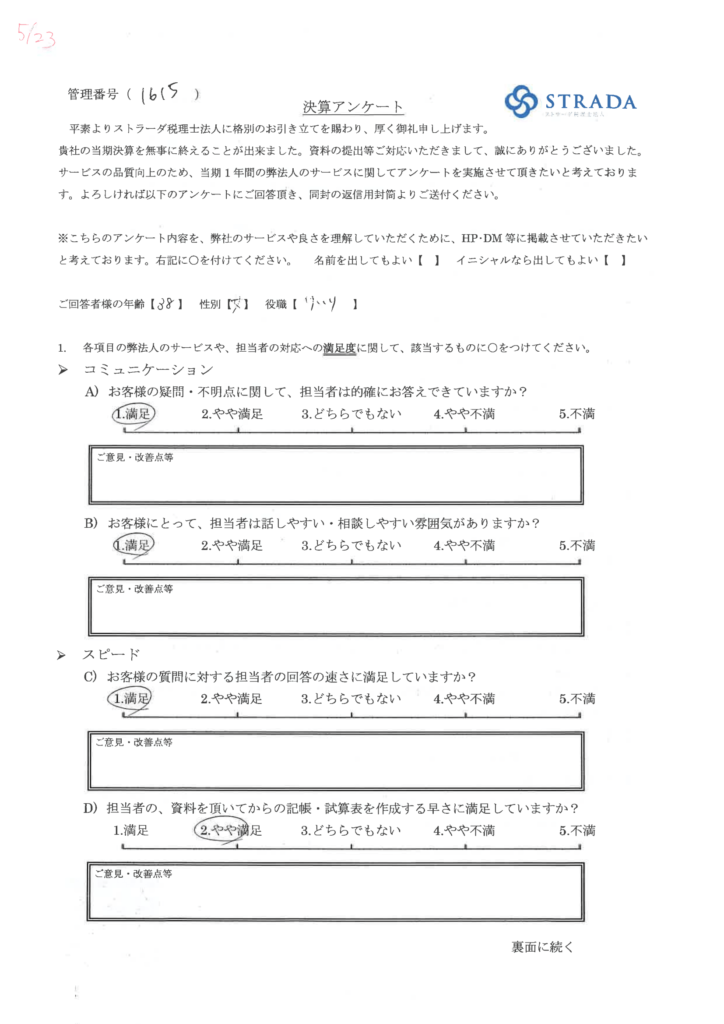 5/23
管理番号（ 1615 ）
決算アンケート
STRADA
ストラーダ税理士法人
平素よりストラーダ税理士法人に格別のお引き立てを賜わり、厚く御礼申し上げます。
貴社の当期決算を無事に終えることが出来ました。資料の提出等ご対応いただきまして、誠にありがとうございました。
サービスの品質向上のため、当期１年間の弊法人のサービスに関してアンケートを実施させて頂きたいと考えておりま
す。よろしければ以下のアンケートにご回答頂き、同封の返信用封筒よりご送付ください。
※こちらのアンケート内容を、弊社のサービスや良さを理解していただくために、HP･DM 等に掲載させていただきたい
と考えております。右記に○を付けてください。　名前を出してもよい【　】　イニシャルなら出してもよい【　】
ご回答者様の年齢【38】　性別【　】　役職【　】
1.　各項目の弊法人のサービスや、担当者の対応への満足度に関して、該当するものに○をつけてください。
➢　コミュニケーション
A）お客様の疑問・不明点に関して、担当者は的確にお答えできていますか？
1.満足　2.やや満足　3.どちらでもない　4.やや不満　5.不満
ご意見・改善点等
B）お客様にとって、担当者は話しやすい・相談しやすい雰囲気がありますか？
1.満足　2.やや満足　3.どちらでもない　4.やや不満　5.不満
ご意見・改善点等
➢　スピード
C）お客様の質問に対する担当者の回答の速さに満足していますか？
1.満足　2.やや満足　3.どちらでもない　4.やや不満　5.不満
ご意見・改善点等
D）担当者の、資料を頂いてからの記帳・試算表を作成する早さに満足していますか？
1.満足　2.やや満足　3.どちらでもない　4.やや不満　5.不満
ご意見・改善点等
裏面に続く